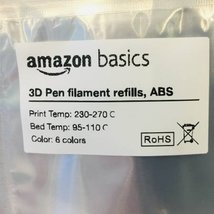 amazon basics
3D Pen filament refills, ABS
Print Temp: 230-270 C
Bed Temp: 95-110 C
Color: 6 colors
RoHS